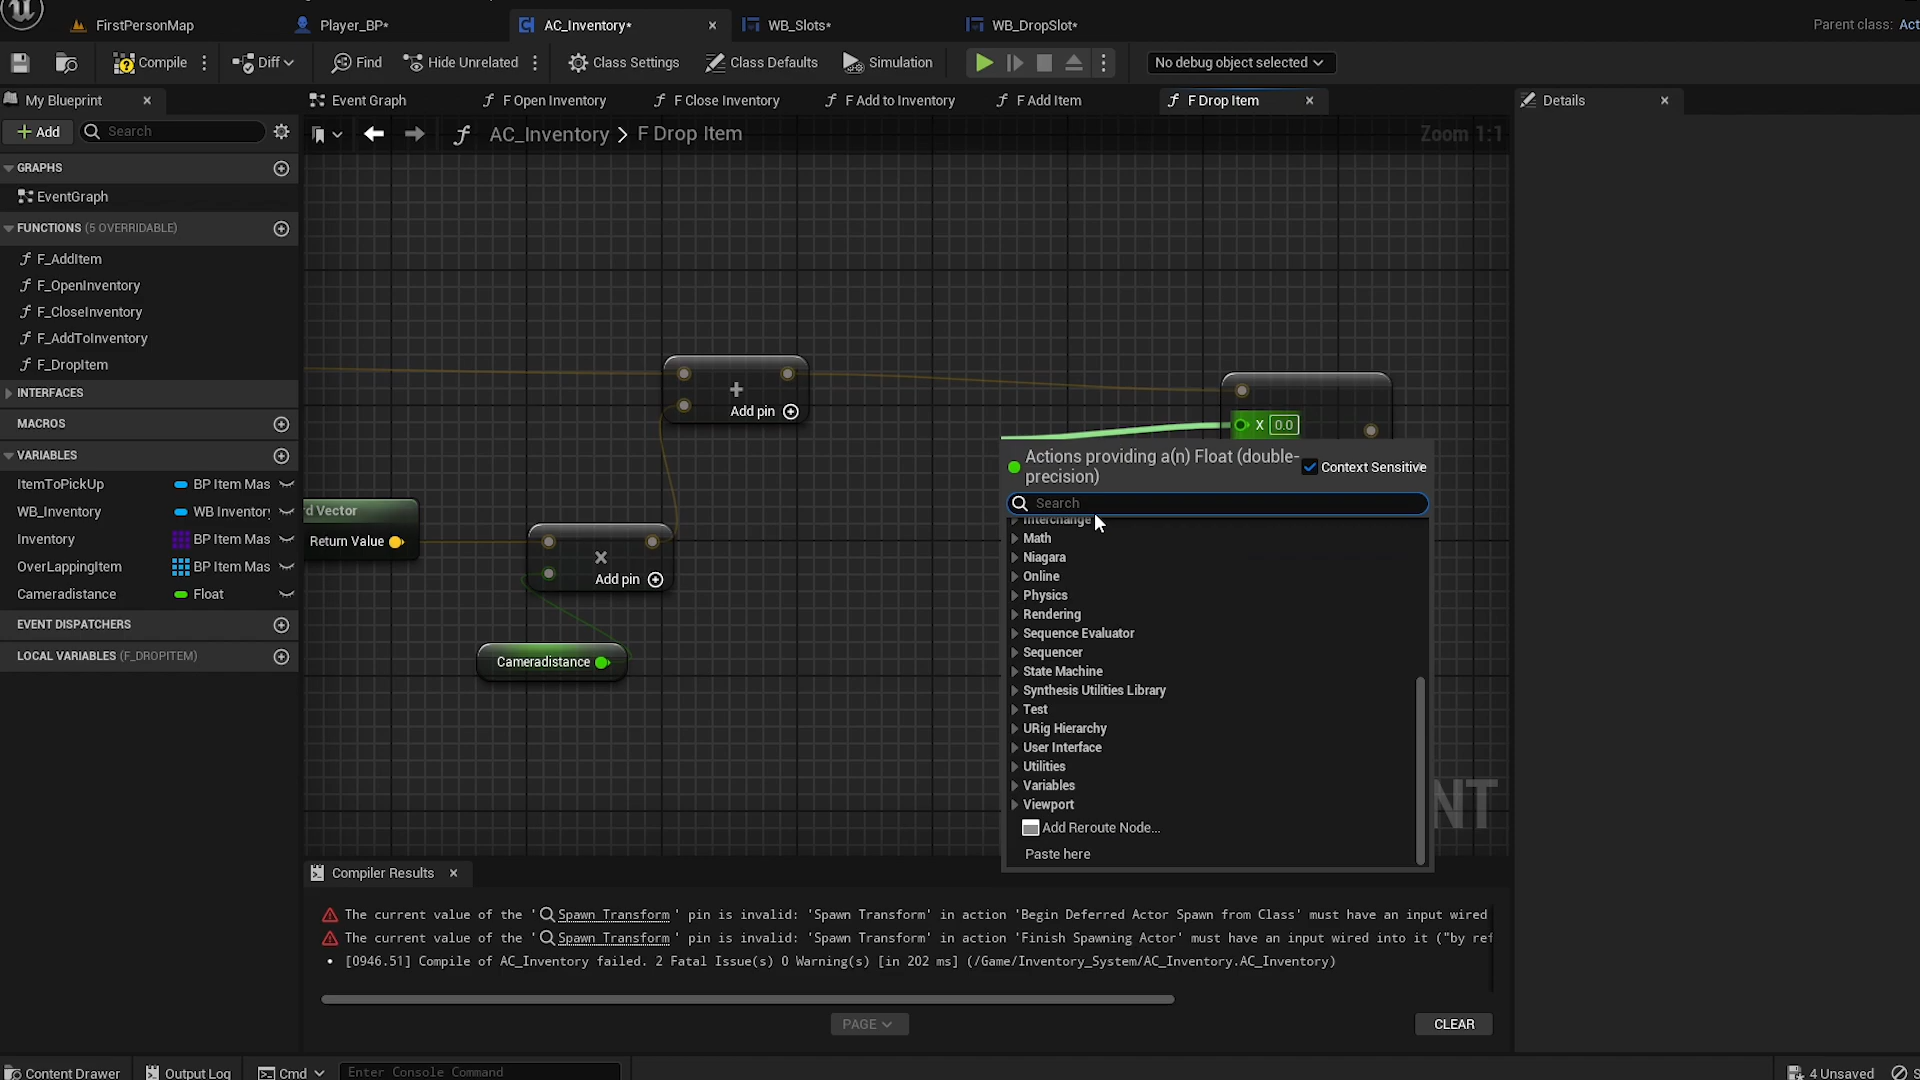 FirstPersonMap
Player_BP*
AC_Inventory*
WB_Slots*
WB_DropSlot*
Parent class: Act
Compile
Diff
Find
Hide Unrelated
Class Settings
Class Defaults
Simulation
No debug object selected
My Blueprint
Event Graph
F Open Inventory
F Close Inventory
F Add to Inventory
F Add Item
F Drop Item
Details
+ Add
Search
AC_Inventory > F Drop Item
Zoom 1:1
GRAPHS
EventGraph
FUNCTIONS (5 OVERRIDABLE)
F_AddItem
F_OpenInventory
F_CloseInventory
F_AddToInventory
F_DropItem
INTERFACES
MACROS
VARIABLES
ItemToPickUp BP Item Mas
WB_Inventory WB Inventor
Inventory BP Item Mas
OverLappingItem BP Item Mas
Cameradistance Float
EVENT DISPATCHERS
LOCAL VARIABLES (F_DROPITEM)
d Vector
Return Value
+
Add pin
×
Add pin
Cameradistance
X 0.0
Actions providing a(n) Float (double-
precision)
Context Sensitive
Search
Interchange
Math
Niagara
Online
Physics
Rendering
Sequence Evaluator
Sequencer
State Machine
Synthesis Utilities Library
Test
URig Hierarchy
User Interface
Utilities
Variables
Viewport
Add Reroute Node...
Paste here
NT
Compiler Results
The current value of the ' Spawn Transform ' pin is invalid: 'Spawn Transform' in action 'Begin Deferred Actor Spawn from Class' must have an input wired
The current value of the ' Spawn Transform ' pin is invalid: 'Spawn Transform' in action 'Finish Spawning Actor' must have an input wired into it ("by ref
• [0946.51] Compile of AC_Inventory failed. 2 Fatal Issue(s) 0 Warning(s) [in 202 ms] (/Game/Inventory_System/AC_Inventory.AC_Inventory)
PAGE
CLEAR
Content Drawer
Output Log
Cmd
Enter Console Command
4 Unsaved
S